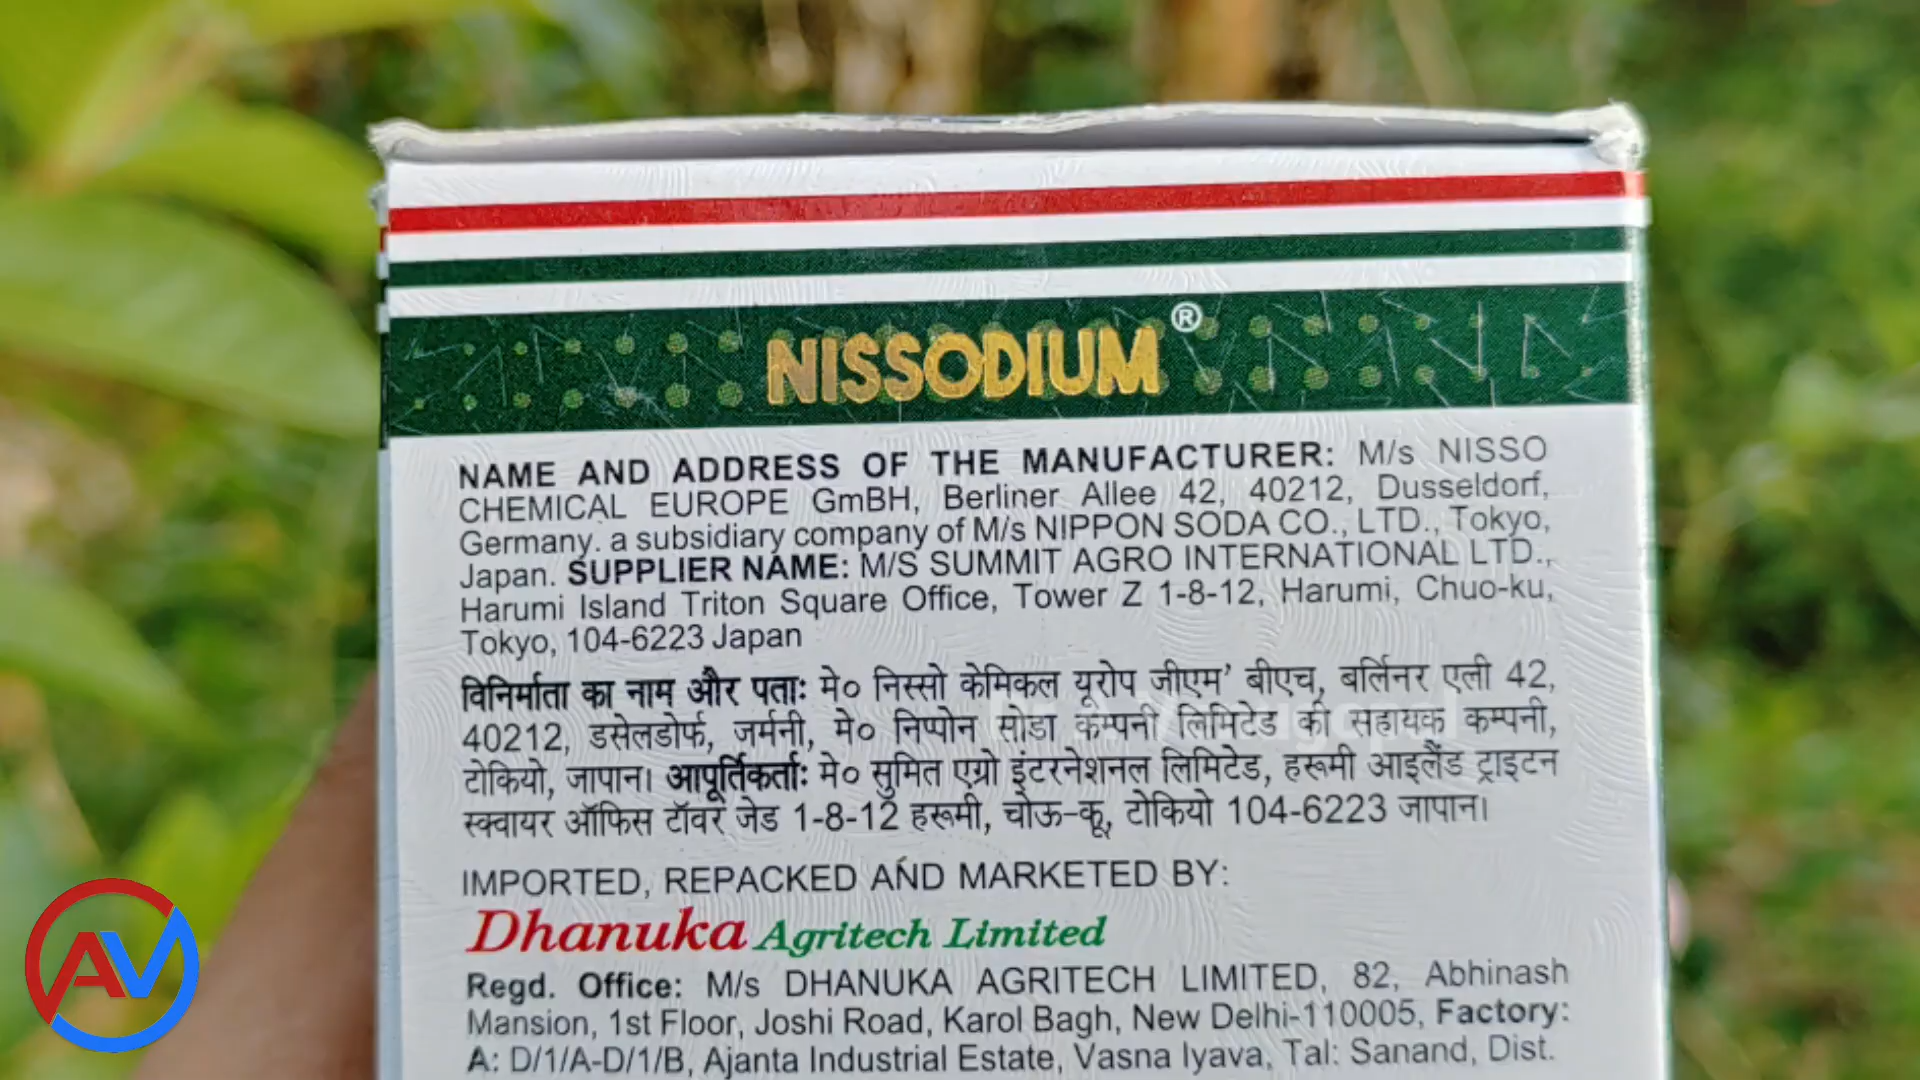 NISSODIUM®
NAME AND ADDRESS OF THE MANUFACTURER: M/s NISSO
CHEMICAL EUROPE GmBH, Berliner Allee 42, 40212, Dusseldorf,
Germany. a subsidiary company of M/s NIPPON SODA CO., LTD., Tokyo,
Japan. SUPPLIER NAME: M/S SUMMIT AGRO INTERNATIONAL LTD.,
Harumi Island Triton Square Office, Tower Z 1-8-12, Harumi, Chuo-ku,
Tokyo, 104-6223 Japan
विनिर्माता का नाम और पताः मे० निस्सो केमिकल यूरोप जीएम’ बीएच, बर्लिनर एली 42,
40212, डसेलडोर्फ, जर्मनी, मे० निप्पोन सोडा कम्पनी लिमिटेड की सहायक कम्पनी,
टोकियो, जापान। आपूर्तिकर्ताः मे० सुमित एग्रो इंटरनेशनल लिमिटेड, हरूमी आइलैंड ट्राइटन
स्क्वायर ऑफिस टॉवर जेड 1-8-12 हरूमी, चोऊ-कू, टोकियो 104-6223 जापान।
IMPORTED, REPACKED AND MARKETED BY:
Dhanuka Agritech Limited
Regd. Office: M/s DHANUKA AGRITECH LIMITED, 82, Abhinash
Mansion, 1st Floor, Joshi Road, Karol Bagh, New Delhi-110005, Factory:
A: D/1/A-D/1/B, Ajanta Industrial Estate, Vasna Iyava, Tal: Sanand, Dist.
AV